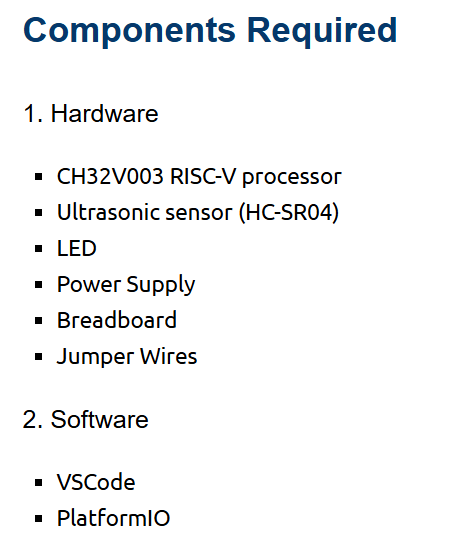 Components Required
1. Hardware
▪ CH32V003 RISC-V processor
▪ Ultrasonic sensor (HC-SR04)
▪ LED
▪ Power Supply
▪ Breadboard
▪ Jumper Wires
2. Software
▪ VSCode
▪ PlatformIO